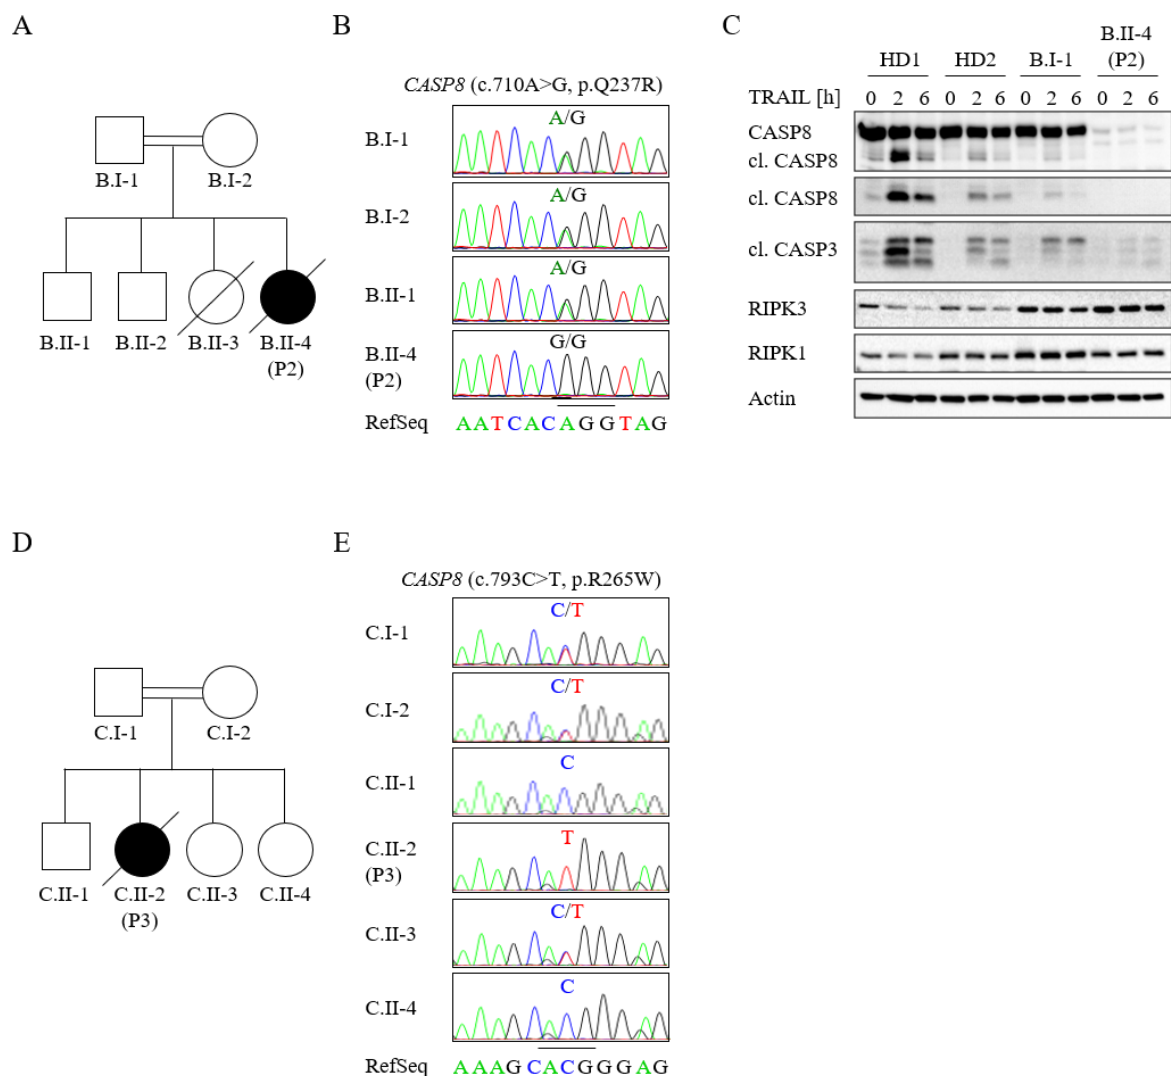 A
B.I-1
B.I-2
B.II-1
B.II-2
B.II-3
B.II-4
(P2)
B
CASP8 (c.710A>G, p.Q237R)
B.I-1
A/G
B.I-2
A/G
B.II-1
A/G
B.II-4
(P2)
G/G
RefSeq
AATCACAGGTAG
C
HD1
HD2
B.I-1
B.II-4
(P2)
TRAIL [h]
0 2 6 0 2 6 0 2 6 0 2 6
CASP8
cl. CASP8
cl. CASP8
cl. CASP3
RIPK3
RIPK1
Actin
D
C.I-1
C.I-2
C.II-1
C.II-2
(P3)
C.II-3
C.II-4
E
CASP8 (c.793C>T, p.R265W)
C.I-1
C/T
C.I-2
C/T
C.II-1
C
C.II-2
(P3)
T
C.II-3
C/T
C.II-4
C
RefSeq
AAAGCACGGGAG